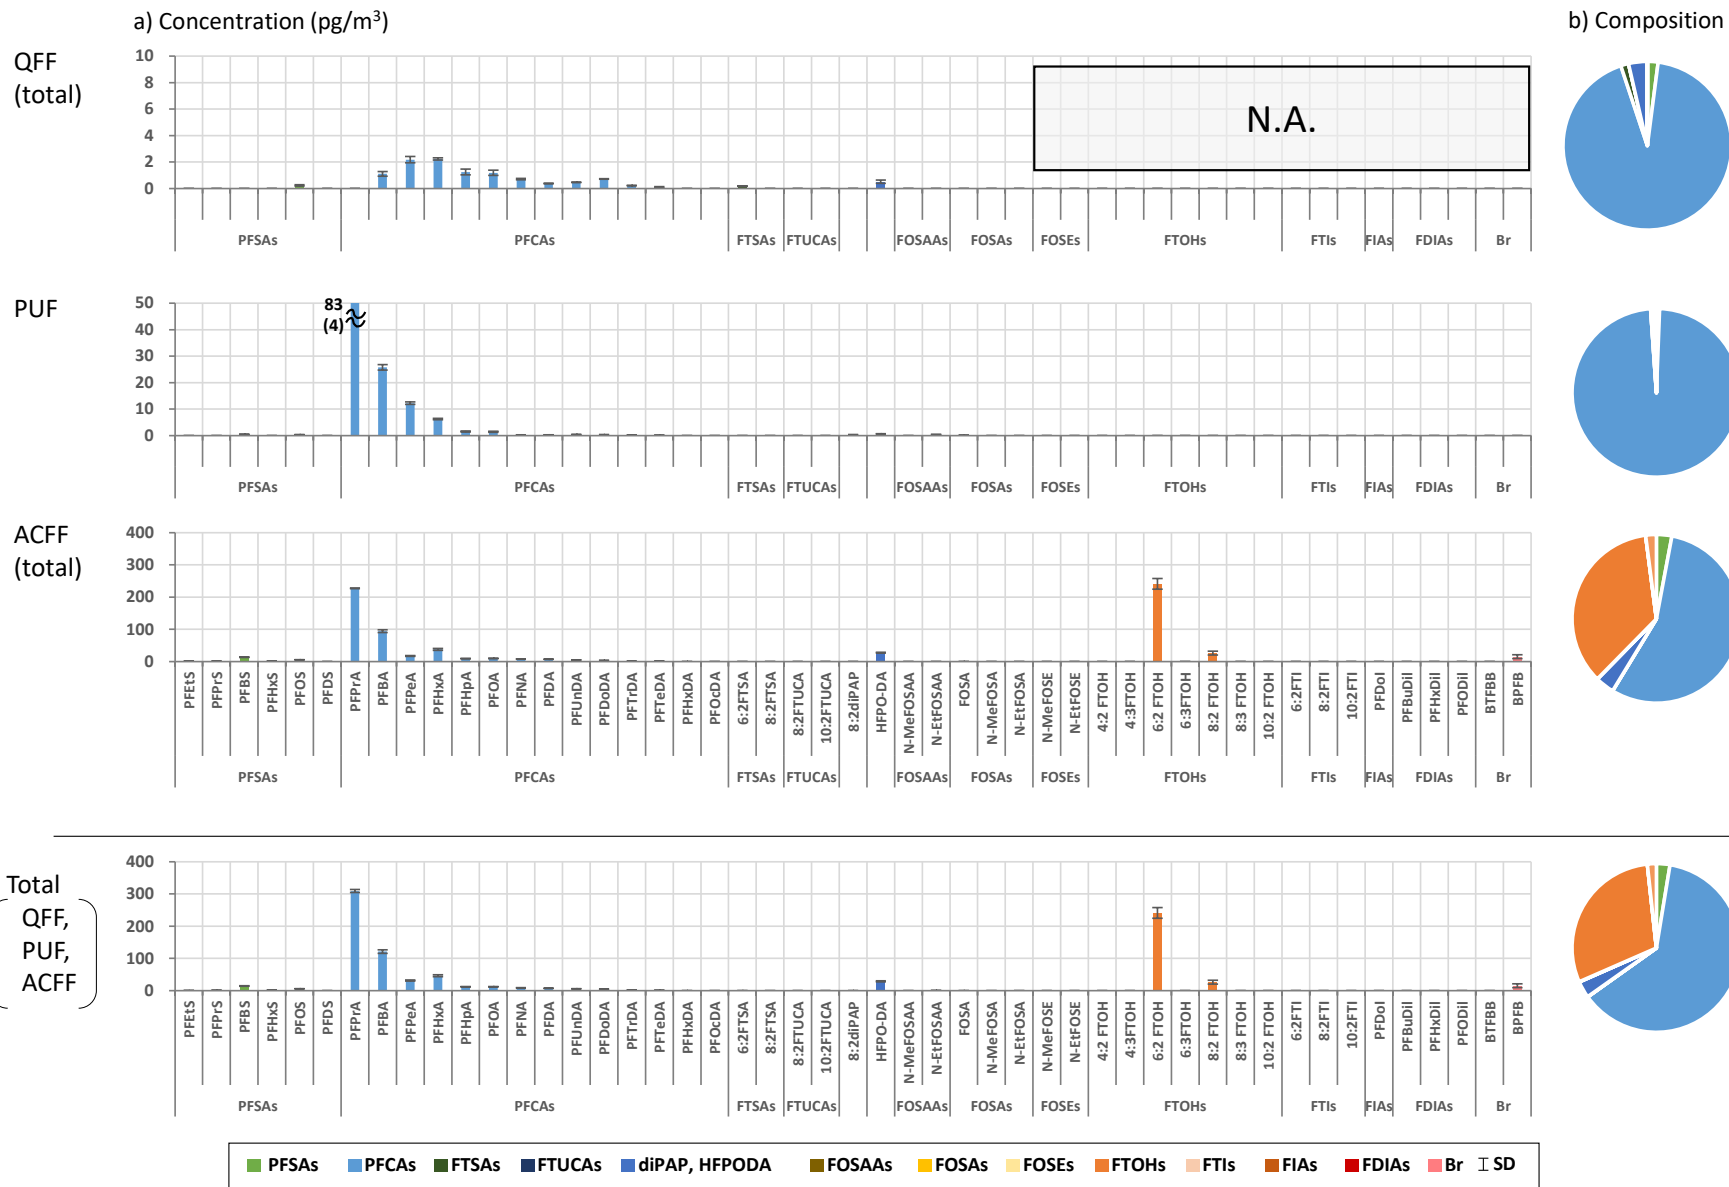 a) Concentration (pg/m³)
b) Composition
QFF
(total)
10
8
6
4
2
0
N.A.
PFSAs PFCAs FTSAs FTUCAs FOSAAs FOSAs FOSEs FTOHs FTIs FIAs FDIAs Br
PUF
50
40
30
20
10
0
83
(4)
PFSAs PFCAs FTSAs FTUCAs FOSAAs FOSAs FOSEs FTOHs FTIs FIAs FDIAs Br
ACFF
(total)
400
300
200
100
0
PFEtS
PFPrS
PFBS
PFHxS
PFOS
PFDS
PFPrA
PFBA
PFPeA
PFHxA
PFHpA
PFOA
PFNA
PFDA
PFUnDA
PFDoDA
PFTrDA
PFTeDA
PFHxDA
PFOcDA
6:2FTSA
8:2FTSA
8:2FTUCA
10:2FTUCA
8:2diPAP
HFPO-DA
N-MeFOSAA
N-EtFOSAA
FOSA
N-MeFOSA
N-EtFOSA
N-MeFOSE
N-EtFOSE
4:2 FTOH
4:3FTOH
6:2 FTOH
6:3FTOH
8:2 FTOH
8:3 FTOH
10:2 FTOH
6:2FTI
8:2FTI
10:2FTI
PFDoI
PFBuDiI
PFHxDiI
PFODiI
BTFBB
BPFB
PFSAs PFCAs FTSAs FTUCAs FOSAAs FOSAs FOSEs FTOHs FTIs FIAs FDIAs Br
Total
QFF,
PUF,
ACFF
400
300
200
100
0
PFEtS
PFPrS
PFBS
PFHxS
PFOS
PFDS
PFPrA
PFBA
PFPeA
PFHxA
PFHpA
PFOA
PFNA
PFDA
PFUnDA
PFDoDA
PFTrDA
PFTeDA
PFHxDA
PFOcDA
6:2FTSA
8:2FTSA
8:2FTUCA
10:2FTUCA
8:2diPAP
HFPO-DA
N-MeFOSAA
N-EtFOSAA
FOSA
N-MeFOSA
N-EtFOSA
N-MeFOSE
N-EtFOSE
4:2 FTOH
4:3FTOH
6:2 FTOH
6:3FTOH
8:2 FTOH
8:3 FTOH
10:2 FTOH
6:2FTI
8:2FTI
10:2FTI
PFDoI
PFBuDiI
PFHxDiI
PFODiI
BTFBB
BPFB
PFSAs PFCAs FTSAs FTUCAs FOSAAs FOSAs FOSEs FTOHs FTIs FIAs FDIAs Br
PFSAs PFCAs FTSAs FTUCAs diPAP, HFPODA FOSAAs FOSAs FOSEs FTOHs FTIs FIAs FDIAs Br SD